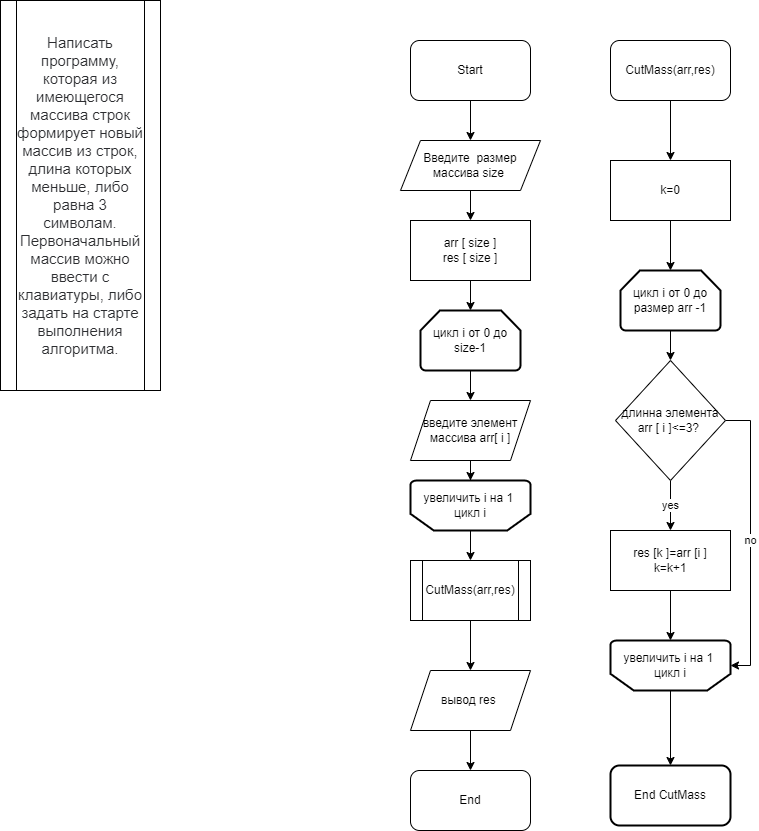 Написать
программу,
которая из
имеющегося
массива строк
формирует новый
массив из строк,
длина которых
меньше, либо
равна 3
символам.
Первоначальный
массив можно
ввести с
клавиатуры, либо
задать на старте
выполнения
алгоритма.
Start
Введите размер
массива size
arr [ size ]
res [ size ]
цикл i от 0 до
size-1
введите элемент
массива arr[ i ]
увеличить i на 1
цикл i
CutMass(arr,res)
вывод res
End
CutMass(arr,res)
k=0
цикл i от 0 до
размер arr -1
длинна элемента
arr [ i ]<=3?
yes
no
res [k ]=arr [i ]
k=k+1
увеличить i на 1
цикл i
End CutMass